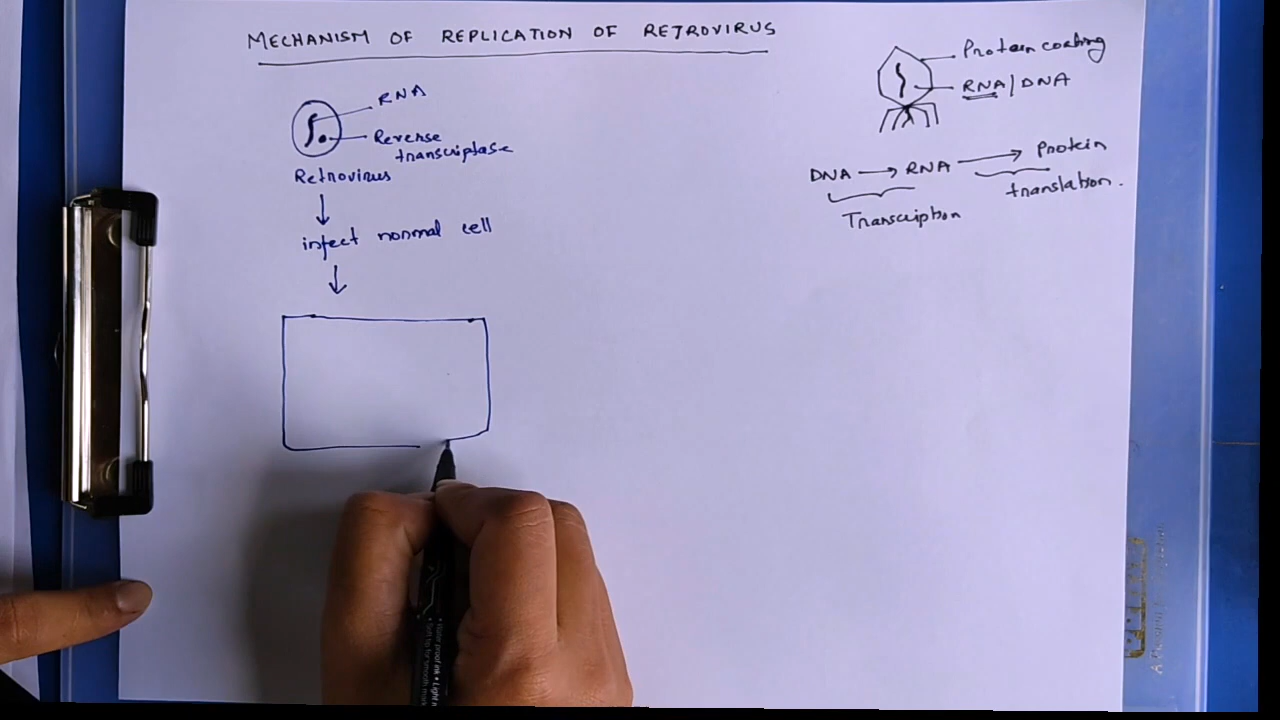 MECHANISM OF REPLICATION OF RETROVIRUS
RNA
Reverse
transcriptase
Retrovirus
infect normal cell
Protein coating
RNA/DNA
DNA → RNA → Protein
Transcription
translation.